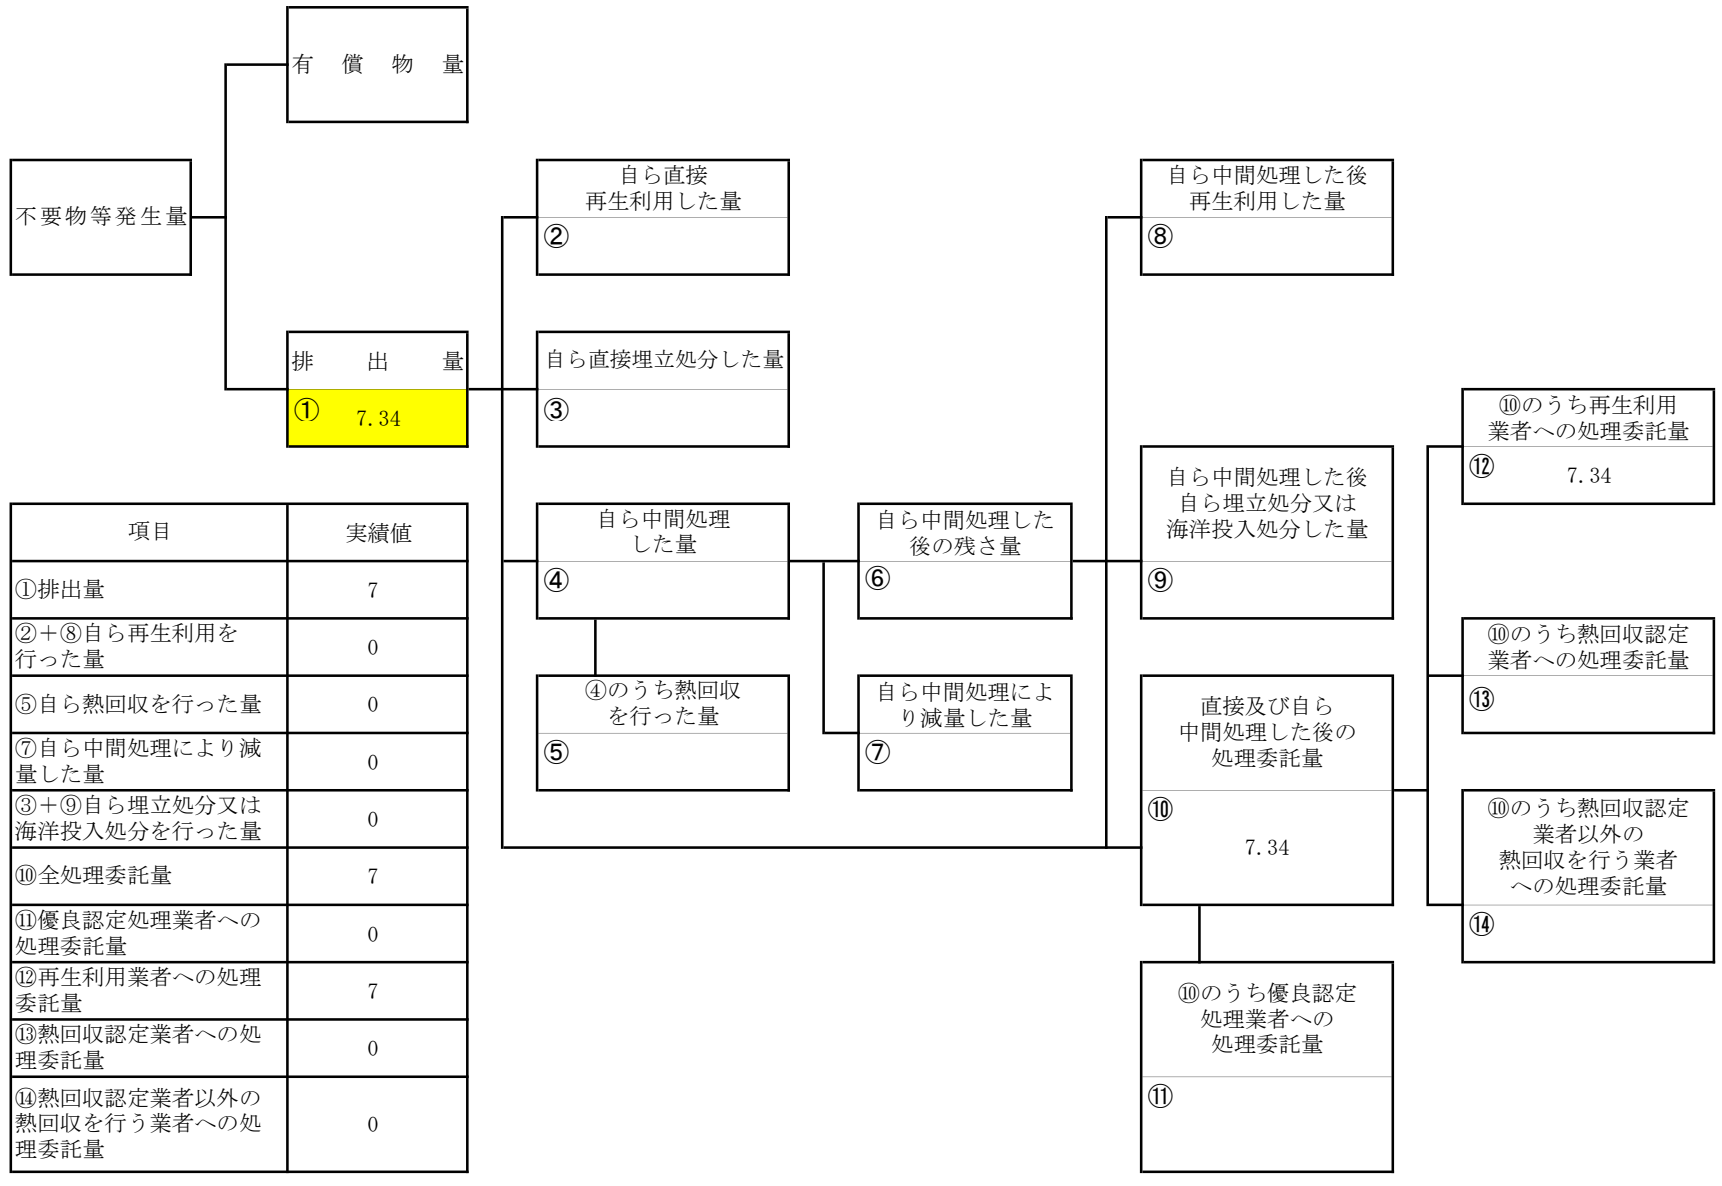 有償物量
不要物等発生量
排出量
① 7.34
自ら直接
再生利用した量
②
自ら直接埋立処分した量
③
自ら中間処理
した量
④
④のうち熱回収
を行った量
⑤
自ら中間処理した
後の残さ量
⑥
自ら中間処理によ
り減量した量
⑦
自ら中間処理した後
再生利用した量
⑧
自ら中間処理した後
自ら埋立処分又は
海洋投入処分した量
⑨
直接及び自ら
中間処理した後の
処理委託量
⑩
7.34
⑩のうち優良認定
処理業者への
処理委託量
⑪
⑩のうち再生利用
業者への処理委託量
⑫ 7.34
⑩のうち熱回収認定
業者への処理委託量
⑬
⑩のうち熱回収認定
業者以外の
熱回収を行う業者
への処理委託量
⑭
項目 実績値
①排出量 7
②＋⑧自ら再生利用を
行った量 0
⑤自ら熱回収を行った量 0
⑦自ら中間処理により減
量した量 0
③＋⑨自ら埋立処分又は
海洋投入処分を行った量 0
⑩全処理委託量 7
⑪優良認定処理業者への
処理委託量 0
⑫再生利用業者への処理
委託量 7
⑬熱回収認定業者への処
理委託量 0
⑭熱回収認定業者以外の
熱回収を行う業者への処 0
理委託量